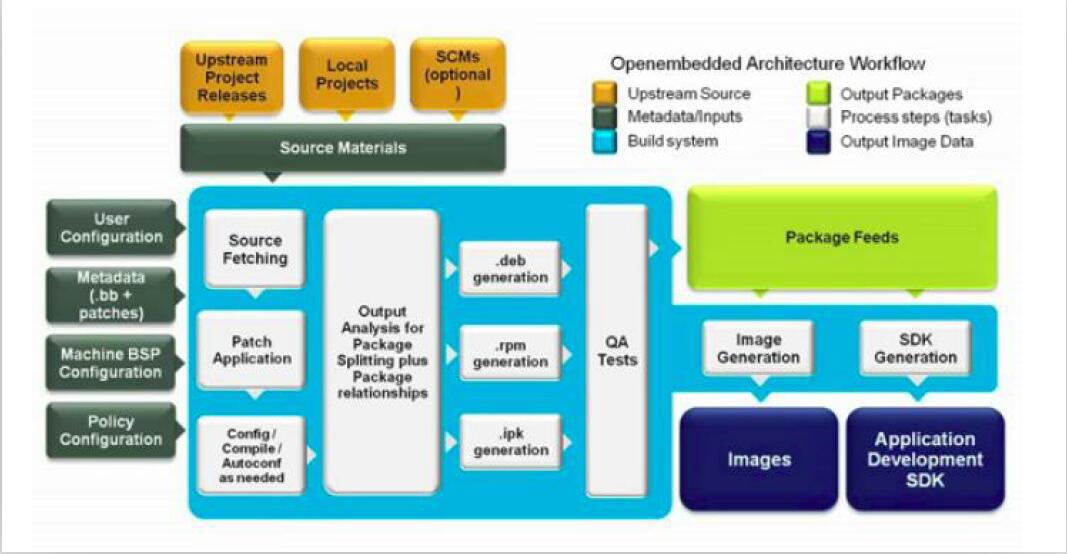 Upstream
Project
Releases
Local
Projects
SCMs
(optional
)
Openembedded Architecture Workflow
Upstream Source
Metadata/Inputs
Build system
Output Packages
Process steps (tasks)
Output Image Data
Source Materials
User
Configuration
Metadata
(.bb +
patches)
Machine BSP
Configuration
Policy
Configuration
Source
Fetching
Patch
Application
Config /
Compile /
Autoconf
as needed
Output
Analysis for
Package
Splitting plus
Package
relationships
.deb
generation
.rpm
generation
.ipk
generation
QA
Tests
Package Feeds
Image
Generation
SDK
Generation
Images
Application
Development
SDK